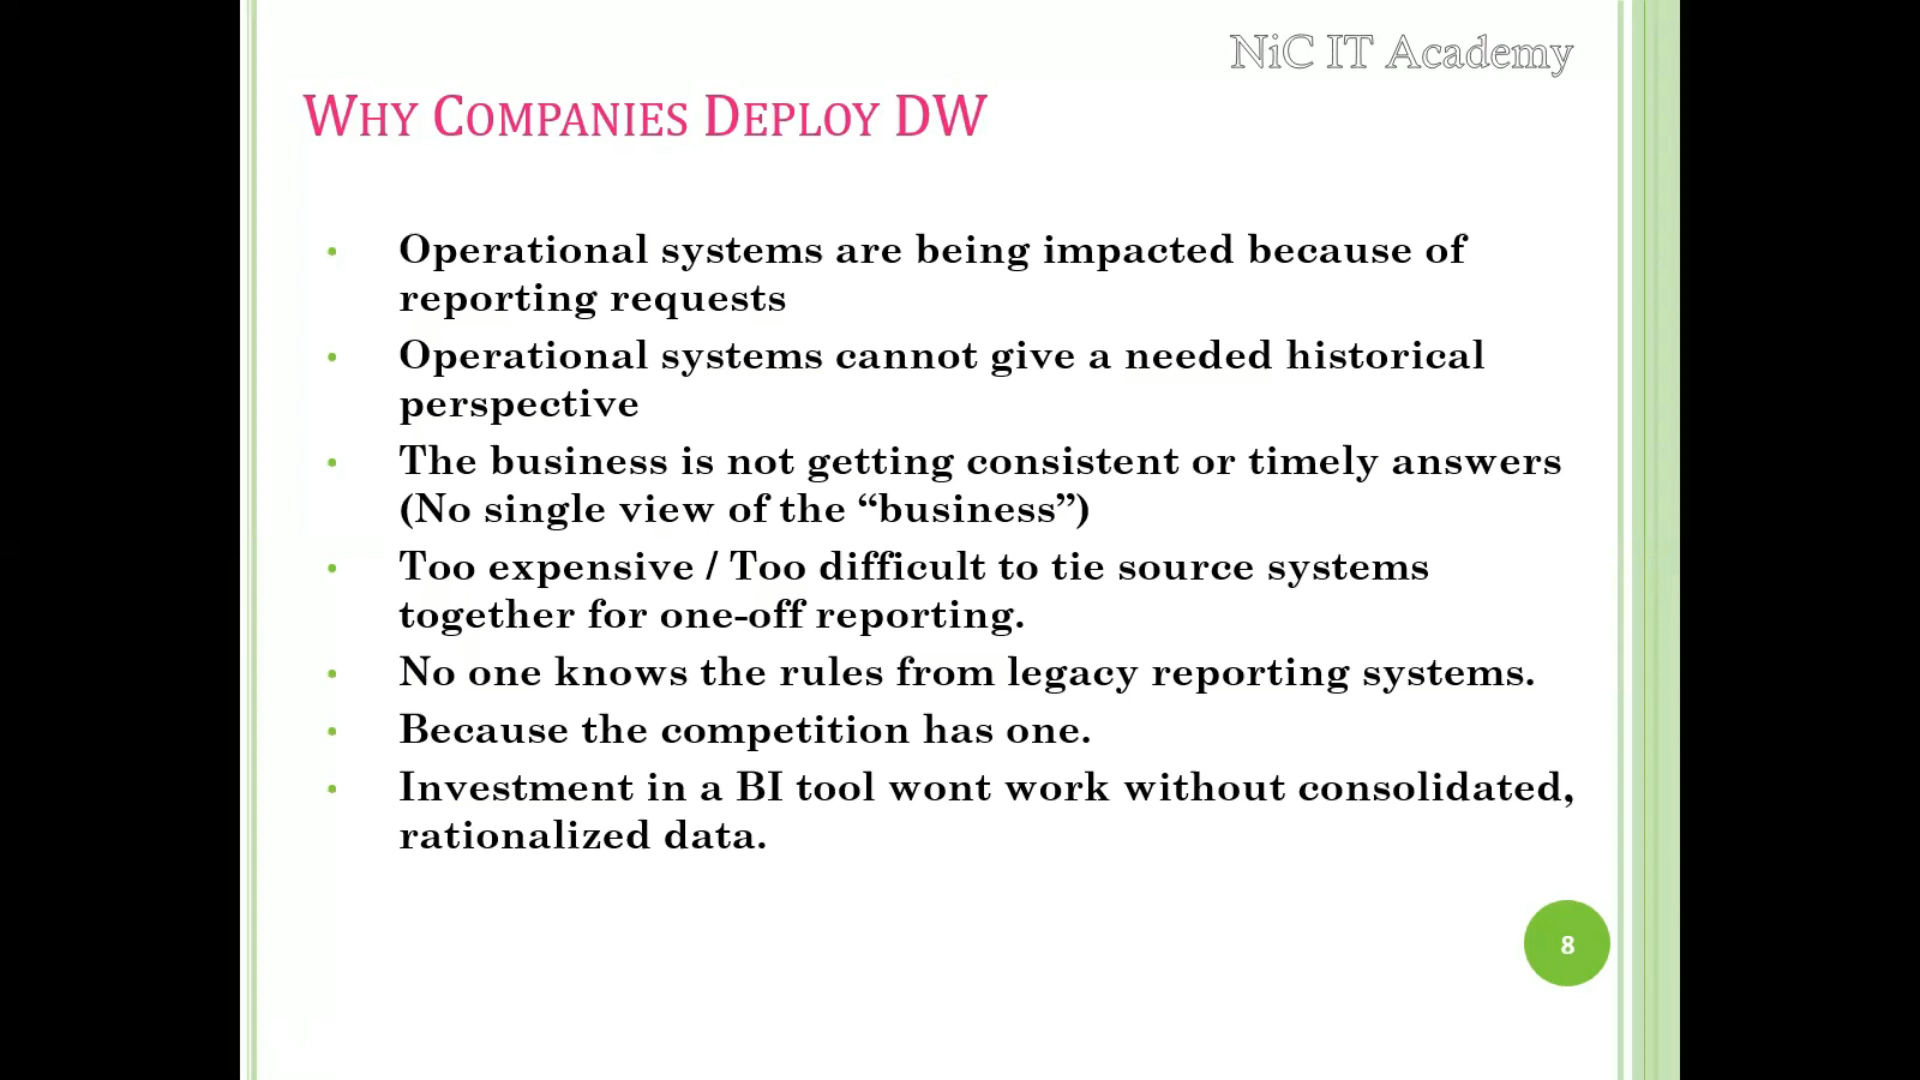 NiC IT Academy
WHY COMPANIES DEPLOY DW
• Operational systems are being impacted because of
reporting requests
• Operational systems cannot give a needed historical
perspective
• The business is not getting consistent or timely answers
(No single view of the “business”)
• Too expensive / Too difficult to tie source systems
together for one-off reporting.
• No one knows the rules from legacy reporting systems.
• Because the competition has one.
• Investment in a BI tool wont work without consolidated,
rationalized data.
8